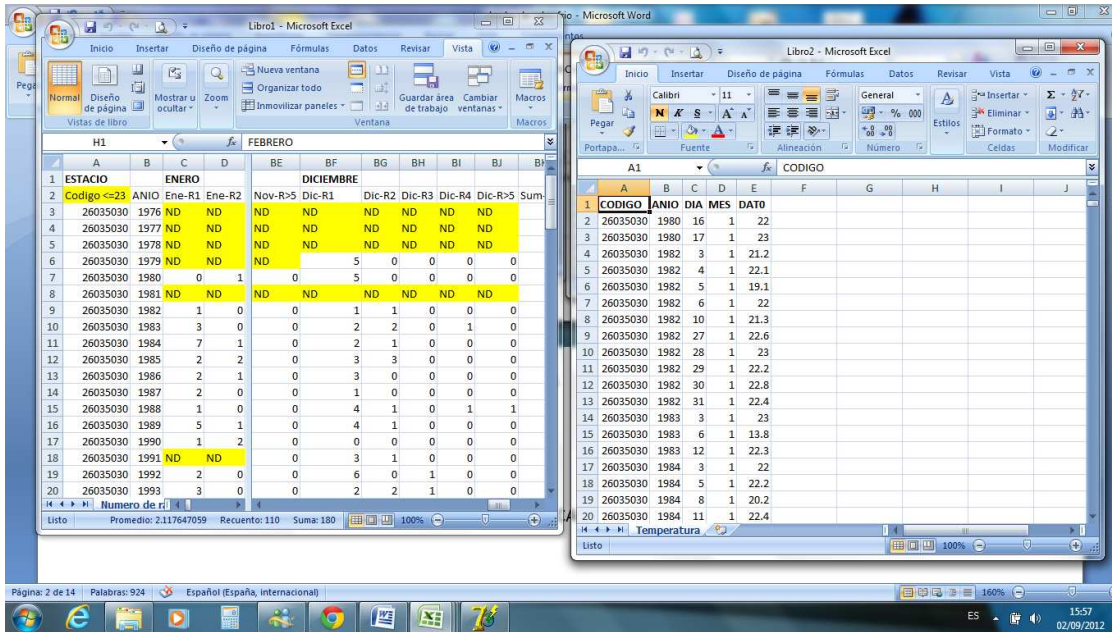 Libro1 - Microsoft Excel
Inicio Insertar Diseño de página Fórmulas Datos Revisar Vista
Normal Diseño de página Mostrar u ocultar Zoom Nueva ventana Organizar todo Inmovilizar paneles Guardar área de trabajo Cambiar ventanas Macros
Vistas de libro Ventana Macros
H1 fx FEBRERO
A B C D BE BF BG BH BI BJ
1 ESTACIO ENERO DICIEMBRE
2 Codigo <=23 ANIO Ene-R1 Ene-R2 Nov-R>5 Dic-R1 Dic-R2 Dic-R3 Dic-R4 Dic-R>5 Sum-
3 26035030 1976 ND ND ND ND ND ND ND ND
4 26035030 1977 ND ND ND ND ND ND ND ND
5 26035030 1978 ND ND ND ND ND ND ND ND
6 26035030 1979 ND ND ND 5 0 0 0 0
7 26035030 1980 0 1 0 5 0 0 0 0
8 26035030 1981 ND ND ND ND ND ND ND ND
9 26035030 1982 1 0 0 1 1 0 0 0
10 26035030 1983 3 0 0 2 2 0 1 0
11 26035030 1984 7 1 0 2 1 0 0 0
12 26035030 1985 2 2 0 3 3 0 0 0
13 26035030 1986 2 1 0 3 0 0 0 0
14 26035030 1987 2 0 0 1 0 0 0 0
15 26035030 1988 1 0 0 4 1 0 1 1
16 26035030 1989 5 1 0 4 1 0 0 0
17 26035030 1990 1 2 0 0 0 0 0 0
18 26035030 1991 ND ND 0 3 1 0 0 0
19 26035030 1992 2 0 0 6 0 1 0 0
20 26035030 1993 3 0 0 2 2 1 0 0
Numero de
Listo Promedio: 2.117647059 Recuento: 110 Suma: 180 100%
- Microsoft Word
Libro2 - Microsoft Excel
Inicio Insertar Diseño de página Fórmulas Datos Revisar Vista
Pegar Calibri 11 N K S General % 000 Estilos Insertar Eliminar Formato
Portapa... Fuente Alineación Número Celdas Modificar
A1 fx CODIGO
A B C D E F G H I J
1 CODIGO ANIO DIA MES DAT0
2 26035030 1980 16 1 22
3 26035030 1980 17 1 23
4 26035030 1982 3 1 21.2
5 26035030 1982 4 1 22.1
6 26035030 1982 5 1 19.1
7 26035030 1982 6 1 22
8 26035030 1982 10 1 21.3
9 26035030 1982 27 1 22.6
10 26035030 1982 28 1 23
11 26035030 1982 29 1 22.2
12 26035030 1982 30 1 22.8
13 26035030 1982 31 1 22.4
14 26035030 1983 3 1 23
15 26035030 1983 6 1 13.8
16 26035030 1983 12 1 22.3
17 26035030 1984 3 1 22
18 26035030 1984 5 1 22.2
19 26035030 1984 8 1 20.2
20 26035030 1984 11 1 22.4
Temperatura
Listo 100%
Página: 2 de 14 Palabras: 924 Español (España, internacional) 160%
ES 15:57
02/09/2012